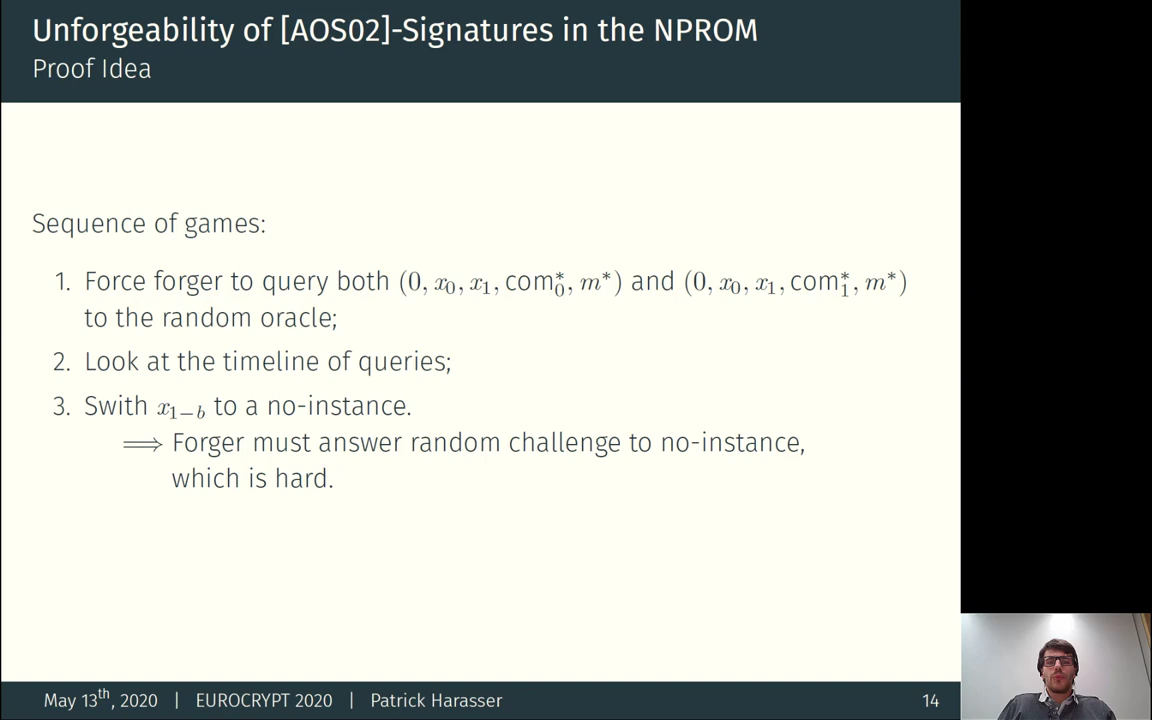 Unforgeability of [AOS02]-Signatures in the NPROM
Proof Idea
Sequence of games:
1. Force forger to query both (0, x₀, x₁, com₀*, m*) and (0, x₀, x₁, com₁*, m*)
to the random oracle;
2. Look at the timeline of queries;
3. Swith x₁₋b to a no-instance.
⟹ Forger must answer random challenge to no-instance,
which is hard.
May 13th, 2020 | EUROCRYPT 2020 | Patrick Harasser 14